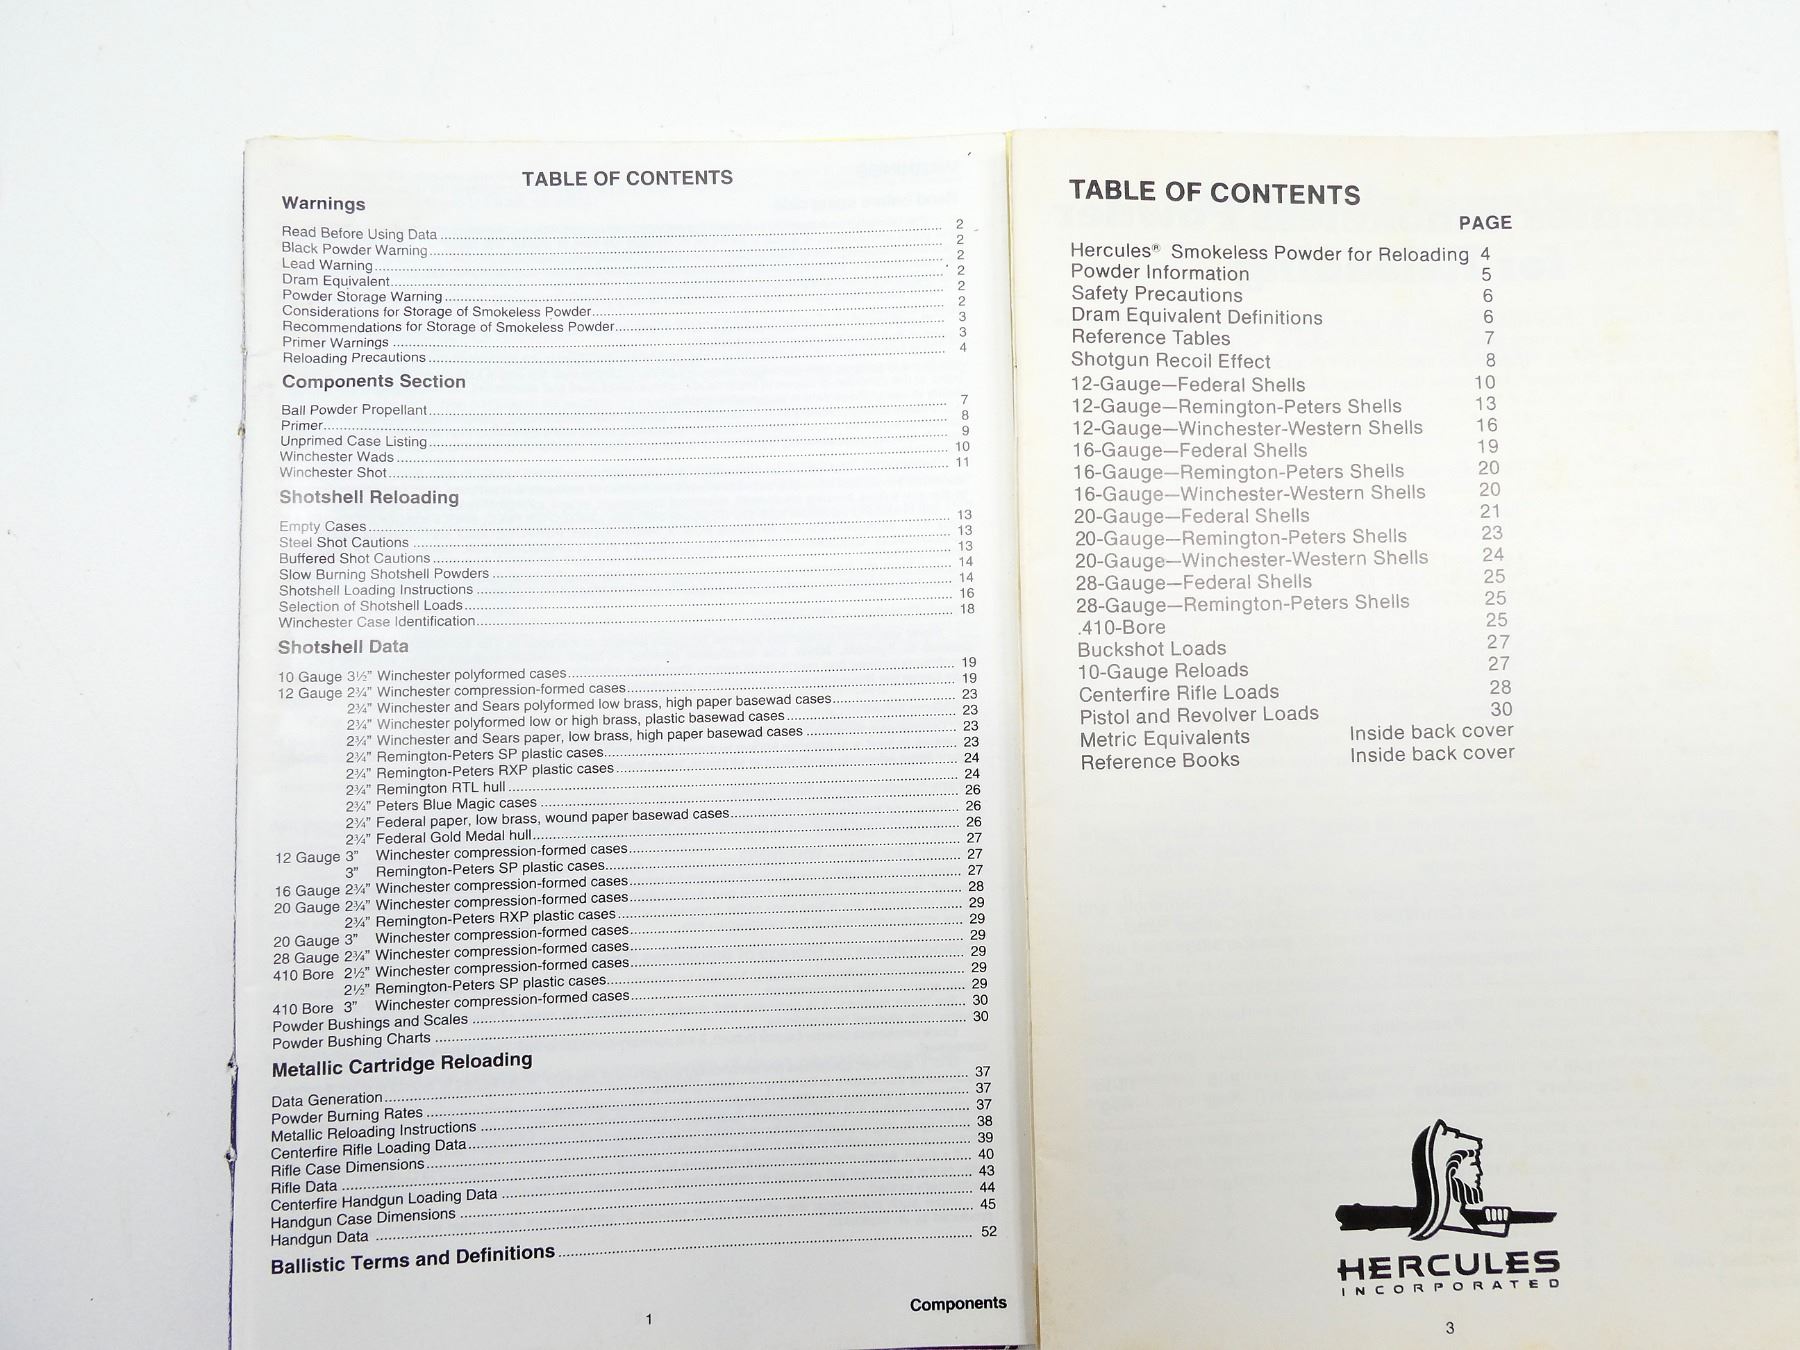 TABLE OF CONTENTS
Warnings
Read Before Using Data ..... 2
Black Powder Warning ..... 2
Lead Warning ..... 2
Dram Equivalent ..... 2
Powder Storage Warning ..... 2
Considerations for Storage of Smokeless Powder ..... 2
Recommendations for Storage of Smokeless Powder ..... 3
Primer Warnings ..... 3
Reloading Precautions ..... 4
Components Section
Ball Powder Propellant ..... 7
Primer ..... 8
Unprimed Case Listing ..... 9
Winchester Wads ..... 10
Winchester Shot ..... 11
Shotshell Reloading
Empty Cases ..... 13
Steel Shot Cautions ..... 13
Buffered Shot Cautions ..... 13
Slow Burning Shotshell Powders ..... 14
Shotshell Loading Instructions ..... 14
Selection of Shotshell Loads ..... 16
Winchester Case Identification ..... 18
Shotshell Data
10 Gauge 3½" Winchester polyformed cases ..... 19
12 Gauge 2¾" Winchester compression-formed cases ..... 19
2¾" Winchester and Sears polyformed low brass, high paper basewad cases ..... 23
2¾" Winchester polyformed low or high brass, plastic basewad cases ..... 23
2¾" Winchester and Sears paper, low brass, high paper basewad cases ..... 23
2¾" Remington-Peters SP plastic cases ..... 23
2¾" Remington-Peters RXP plastic cases ..... 24
2¾" Remington RTL hull ..... 24
2¾" Peters Blue Magic cases ..... 26
2¾" Federal paper, low brass, wound paper basewad cases ..... 26
2¾" Federal Gold Medal hull ..... 26
12 Gauge 3" Winchester compression-formed cases ..... 27
3" Remington-Peters SP plastic cases ..... 27
16 Gauge 2¾" Winchester compression-formed cases ..... 27
20 Gauge 2¾" Winchester compression-formed cases ..... 28
2¾" Remington-Peters RXP plastic cases ..... 29
20 Gauge 3" Winchester compression-formed cases ..... 29
28 Gauge 2¾" Winchester compression-formed cases ..... 29
410 Bore 2½" Winchester compression-formed cases ..... 29
2½" Remington-Peters SP plastic cases ..... 29
410 Bore 3" Winchester compression-formed cases ..... 29
Powder Bushings and Scales ..... 30
Powder Bushing Charts ..... 30
Metallic Cartridge Reloading
Data Generation ..... 37
Powder Burning Rates ..... 37
Metallic Reloading Instructions ..... 37
Centerfire Rifle Loading Data ..... 38
Rifle Case Dimensions ..... 39
Rifle Data ..... 40
Centerfire Handgun Loading Data ..... 43
Handgun Case Dimensions ..... 44
Handgun Data ..... 45
Ballistic Terms and Definitions ..... 52
Components
1
TABLE OF CONTENTS
PAGE
Hercules® Smokeless Powder for Reloading 4
Powder Information 5
Safety Precautions 6
Dram Equivalent Definitions 6
Reference Tables 7
Shotgun Recoil Effect 8
12-Gauge—Federal Shells 10
12-Gauge—Remington-Peters Shells 13
12-Gauge—Winchester-Western Shells 16
16-Gauge—Federal Shells 19
16-Gauge—Remington-Peters Shells 20
16-Gauge—Winchester-Western Shells 20
20-Gauge—Federal Shells 21
20-Gauge—Remington-Peters Shells 23
20-Gauge—Winchester-Western Shells 24
28-Gauge—Federal Shells 25
28-Gauge—Remington-Peters Shells 25
.410-Bore 25
Buckshot Loads 27
10-Gauge Reloads 27
Centerfire Rifle Loads 28
Pistol and Revolver Loads 30
Metric Equivalents Inside back cover
Reference Books Inside back cover
HERCULES
INCORPORATED
3